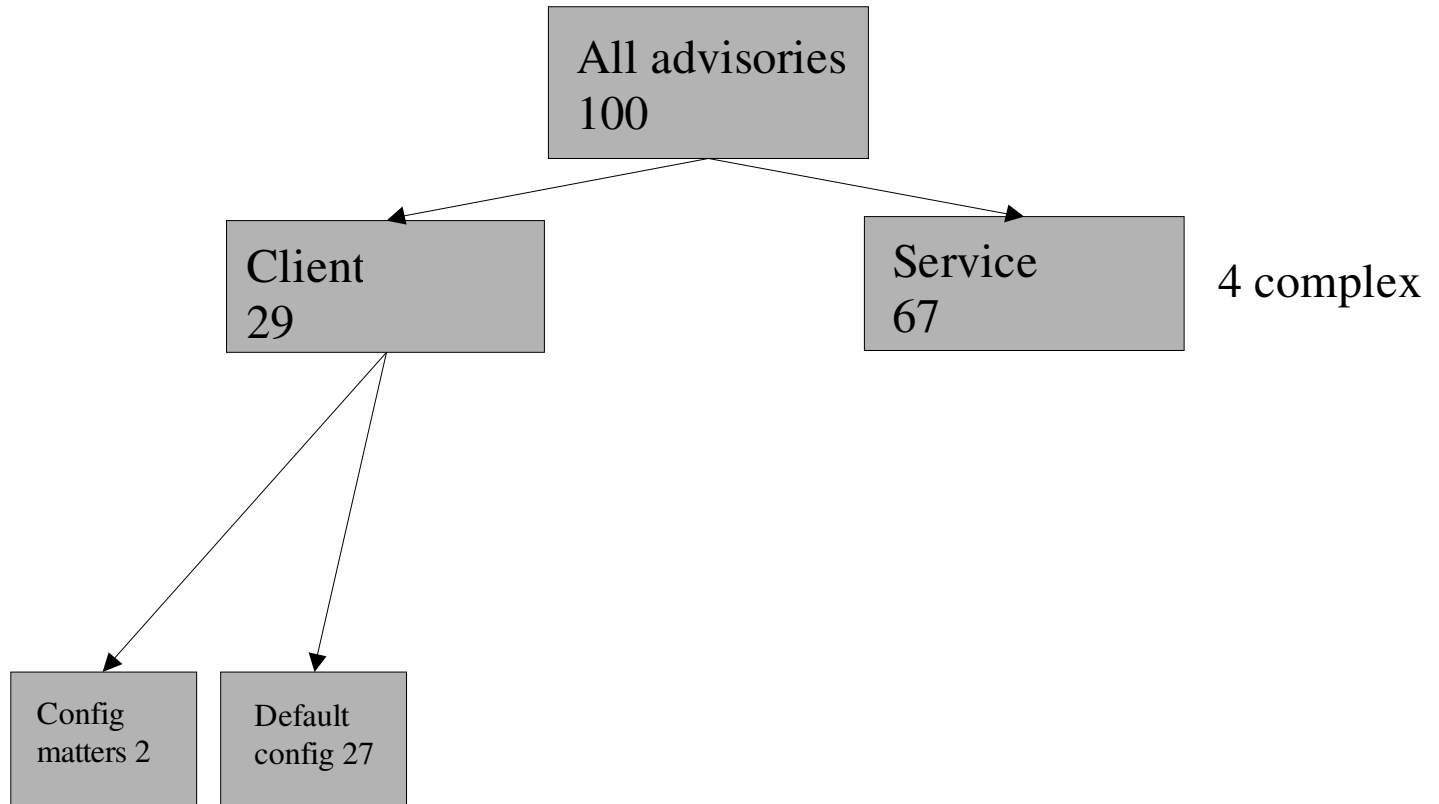 All advisories
100
Client
29
Service
67
4 complex
Config
matters 2
Default
config 27